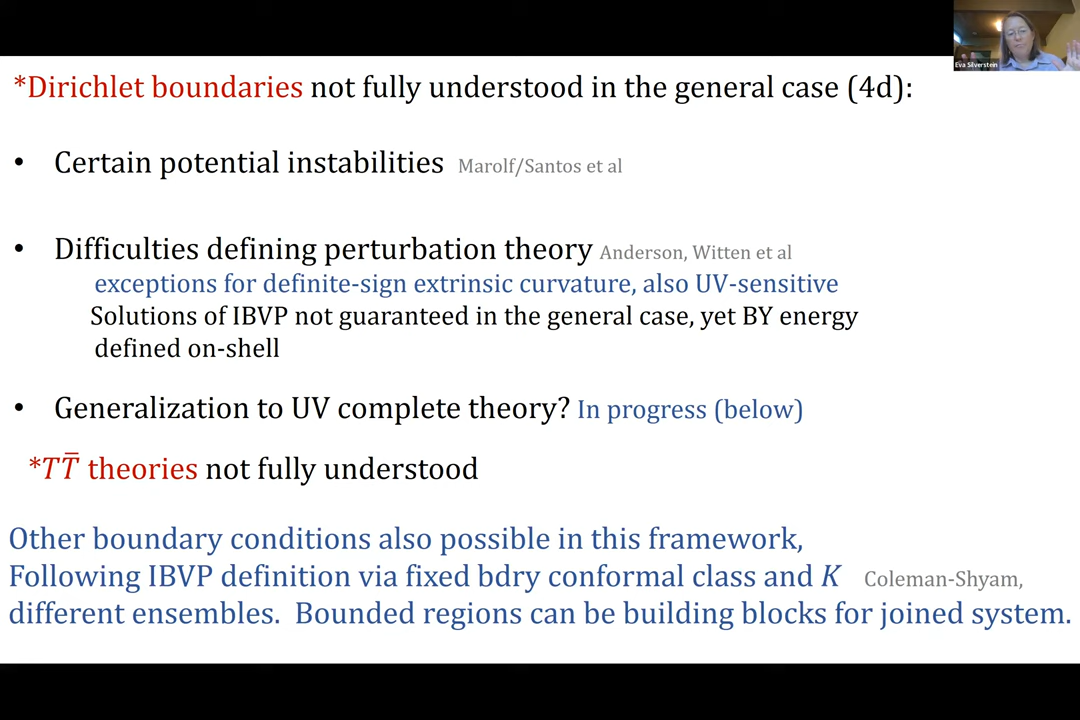 *Dirichlet boundaries not fully understood in the general case (4d):
• Certain potential instabilities Marolf/Santos et al
• Difficulties defining perturbation theory Anderson, Witten et al
exceptions for definite-sign extrinsic curvature, also UV-sensitive
Solutions of IBVP not guaranteed in the general case, yet BY energy
defined on-shell
• Generalization to UV complete theory? In progress (below)
*TT̅ theories not fully understood
Other boundary conditions also possible in this framework,
Following IBVP definition via fixed bdry conformal class and K Coleman-Shyam,
different ensembles. Bounded regions can be building blocks for joined system.
Eva Silverstein